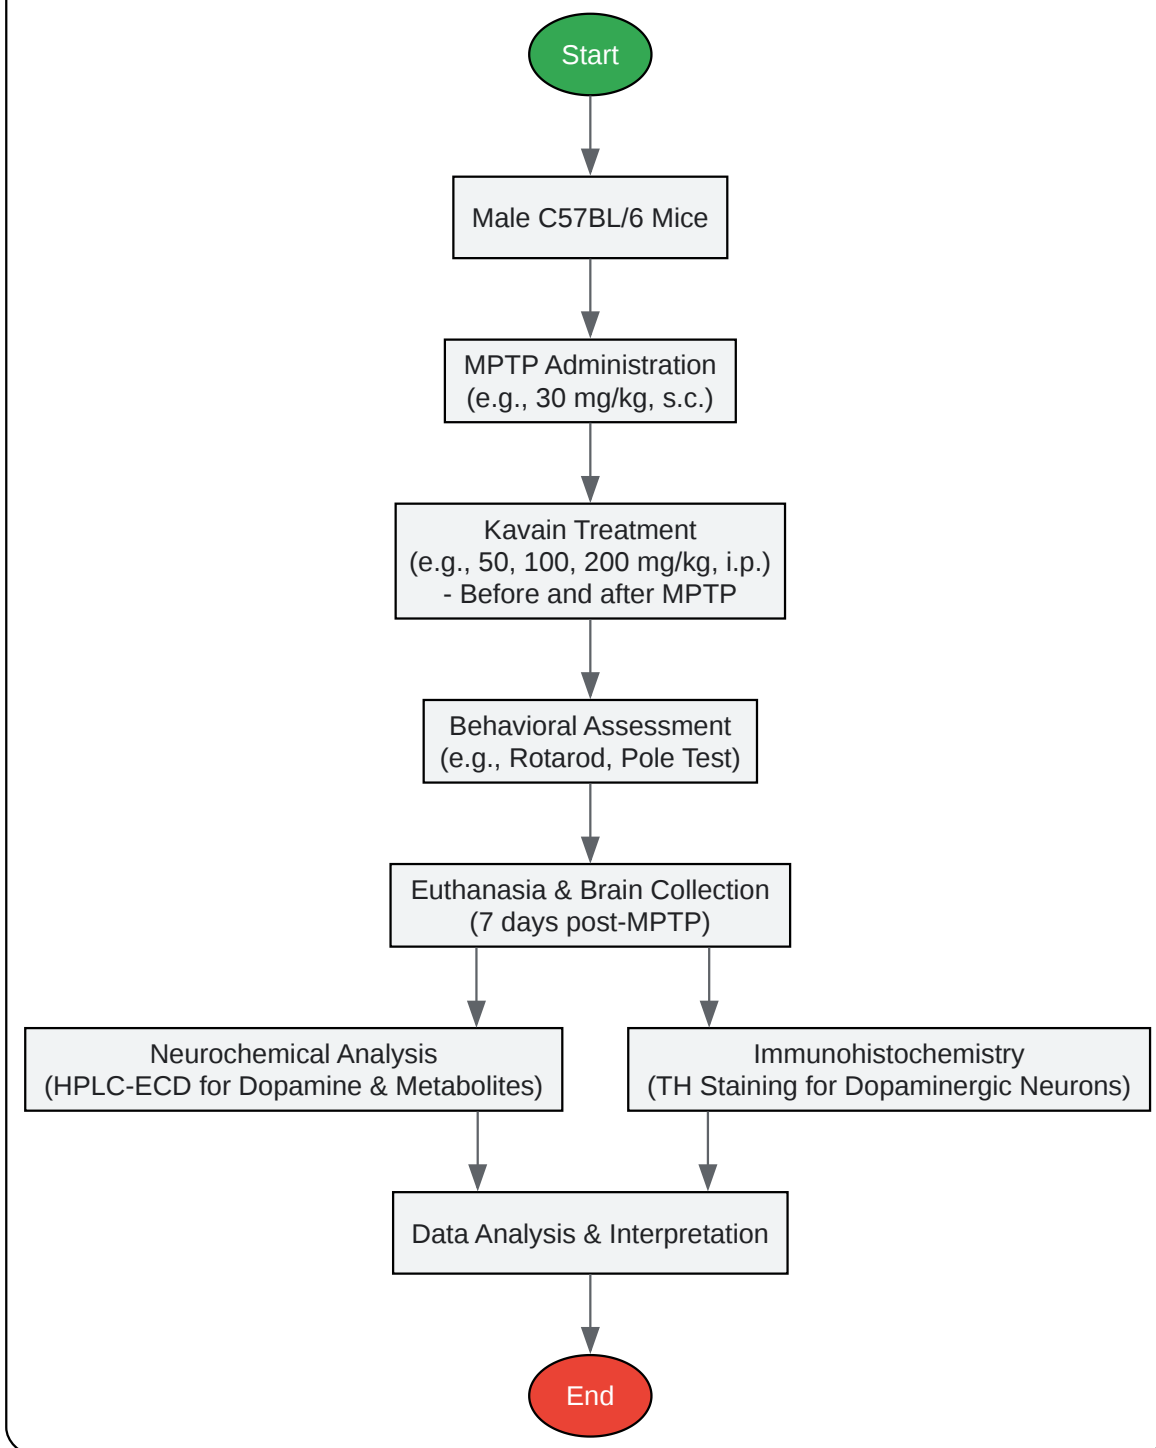 Start
Male C57BL/6 Mice
MPTP Administration
(e.g., 30 mg/kg, s.c.)
Kavain Treatment
(e.g., 50, 100, 200 mg/kg, i.p.)
- Before and after MPTP
Behavioral Assessment
(e.g., Rotarod, Pole Test)
Euthanasia & Brain Collection
(7 days post-MPTP)
Neurochemical Analysis
(HPLC-ECD for Dopamine & Metabolites)
Immunohistochemistry
(TH Staining for Dopaminergic Neurons)
Data Analysis & Interpretation
End